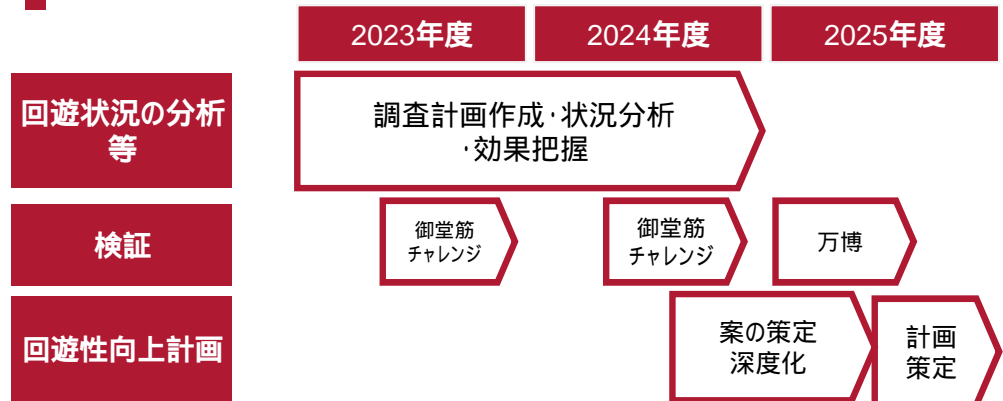 2023年度
2024年度
2025年度
回遊状況の分析
等
調査計画作成・状況分析
・効果把握
検証
御堂筋
チャレンジ
御堂筋
チャレンジ
万博
回遊性向上計画
案の策定
深度化
計画
策定